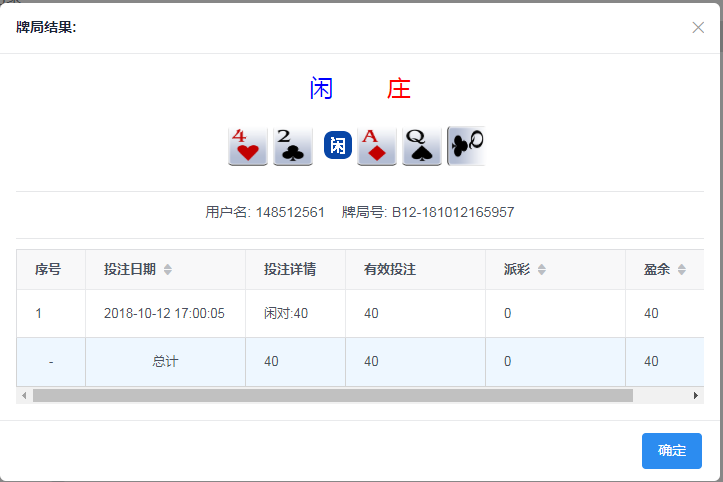 牌局结果:
闲 庄
4 2 闲 A Q Q
用户名: 148512561 牌局号: B12-181012165957
序号 投注日期 投注详情 有效投注 派彩 盈余
1 2018-10-12 17:00:05 闲对:40 40 0 40
- 总计 40 40 0 40
确定